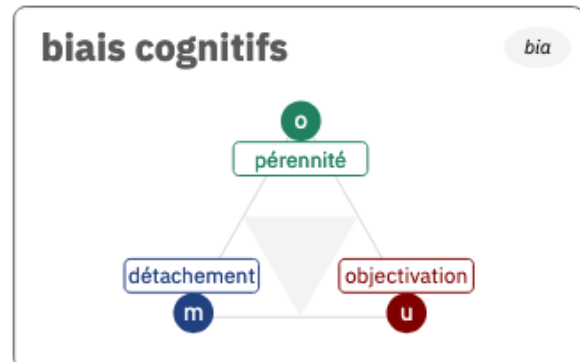 biais cognitifs
bia
o
pérennité
détachement
objectivation
m
u